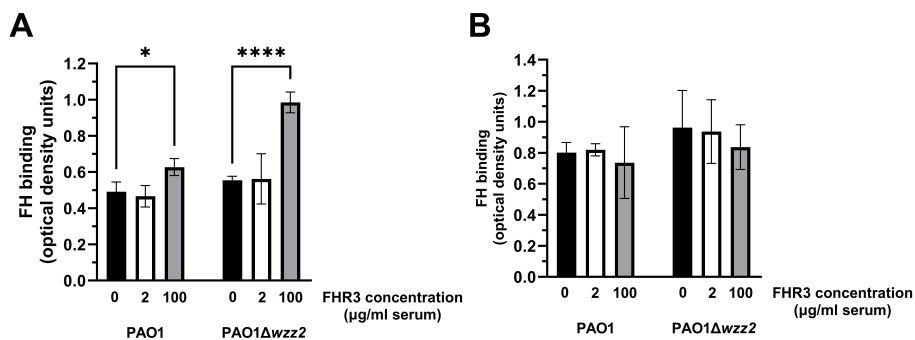 A
FH binding
(optical density units)
1.2
1.0
0.8
0.6
0.4
0.2
0.0
*
****
0 2 100 0 2 100 FHR3 concentration
(µg/ml serum)
PAO1 PAO1Δwzz2
B
FH binding
(optical density units)
1.4
1.2
1.0
0.8
0.6
0.4
0.2
0.0
0 2 100 0 2 100 FHR3 concentration
(µg/ml serum)
PAO1 PAO1Δwzz2